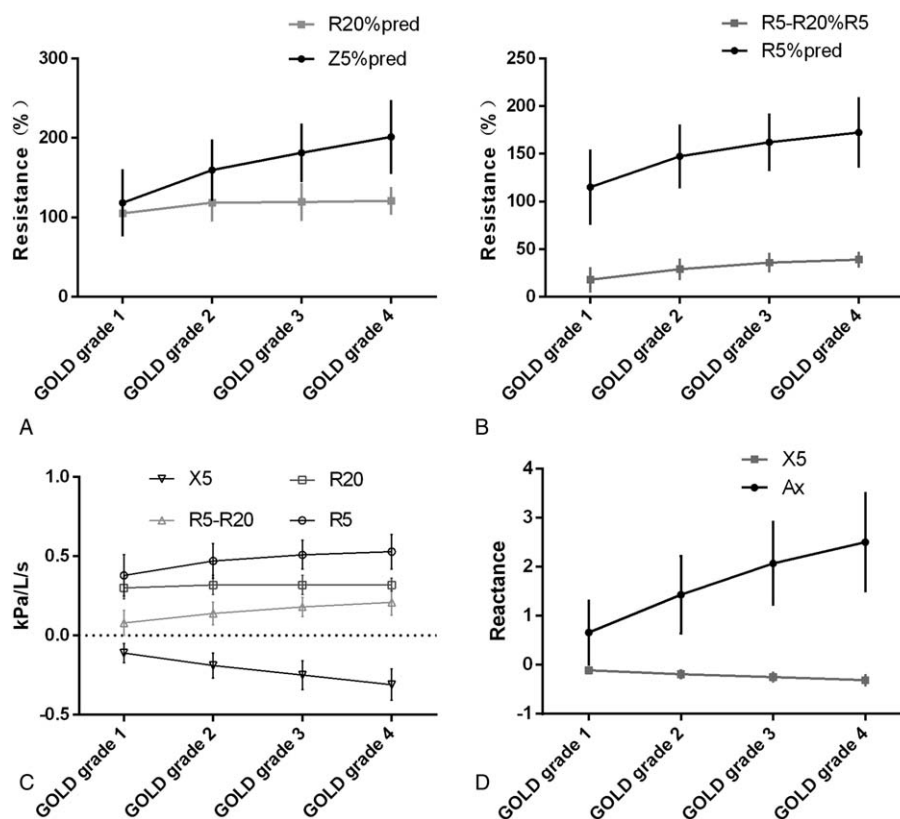 R20%pred
Z5%pred
300
200
100
0
Resistance (%)
GOLD grade 1
GOLD grade 2
GOLD grade 3
GOLD grade 4
A
R5-R20%R5
R5%pred
250
200
150
100
50
0
Resistance (%)
GOLD grade 1
GOLD grade 2
GOLD grade 3
GOLD grade 4
B
X5
R20
R5-R20
R5
1.0
0.5
0.0
-0.5
kPa/L/s
GOLD grade 1
GOLD grade 2
GOLD grade 3
GOLD grade 4
C
X5
Ax
4
3
2
1
0
-1
Reactance
GOLD grade 1
GOLD grade 2
GOLD grade 3
GOLD grade 4
D